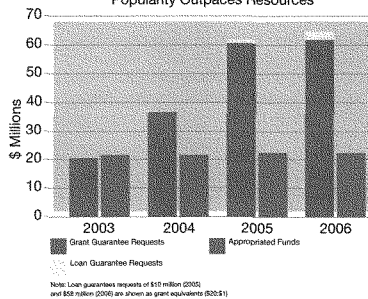 Popularity Outpaces Resources
70
60
50
40
30
20
10
0
$ Millions
2003
2004
2005
2006
Grant Guarantee Requests
Appropriated Funds
Loan Guarantee Requests
Note: Loan guarantees requests of $10 million (2005)
and $58 million (2006) are shown as grant equivalents ($20:$1)